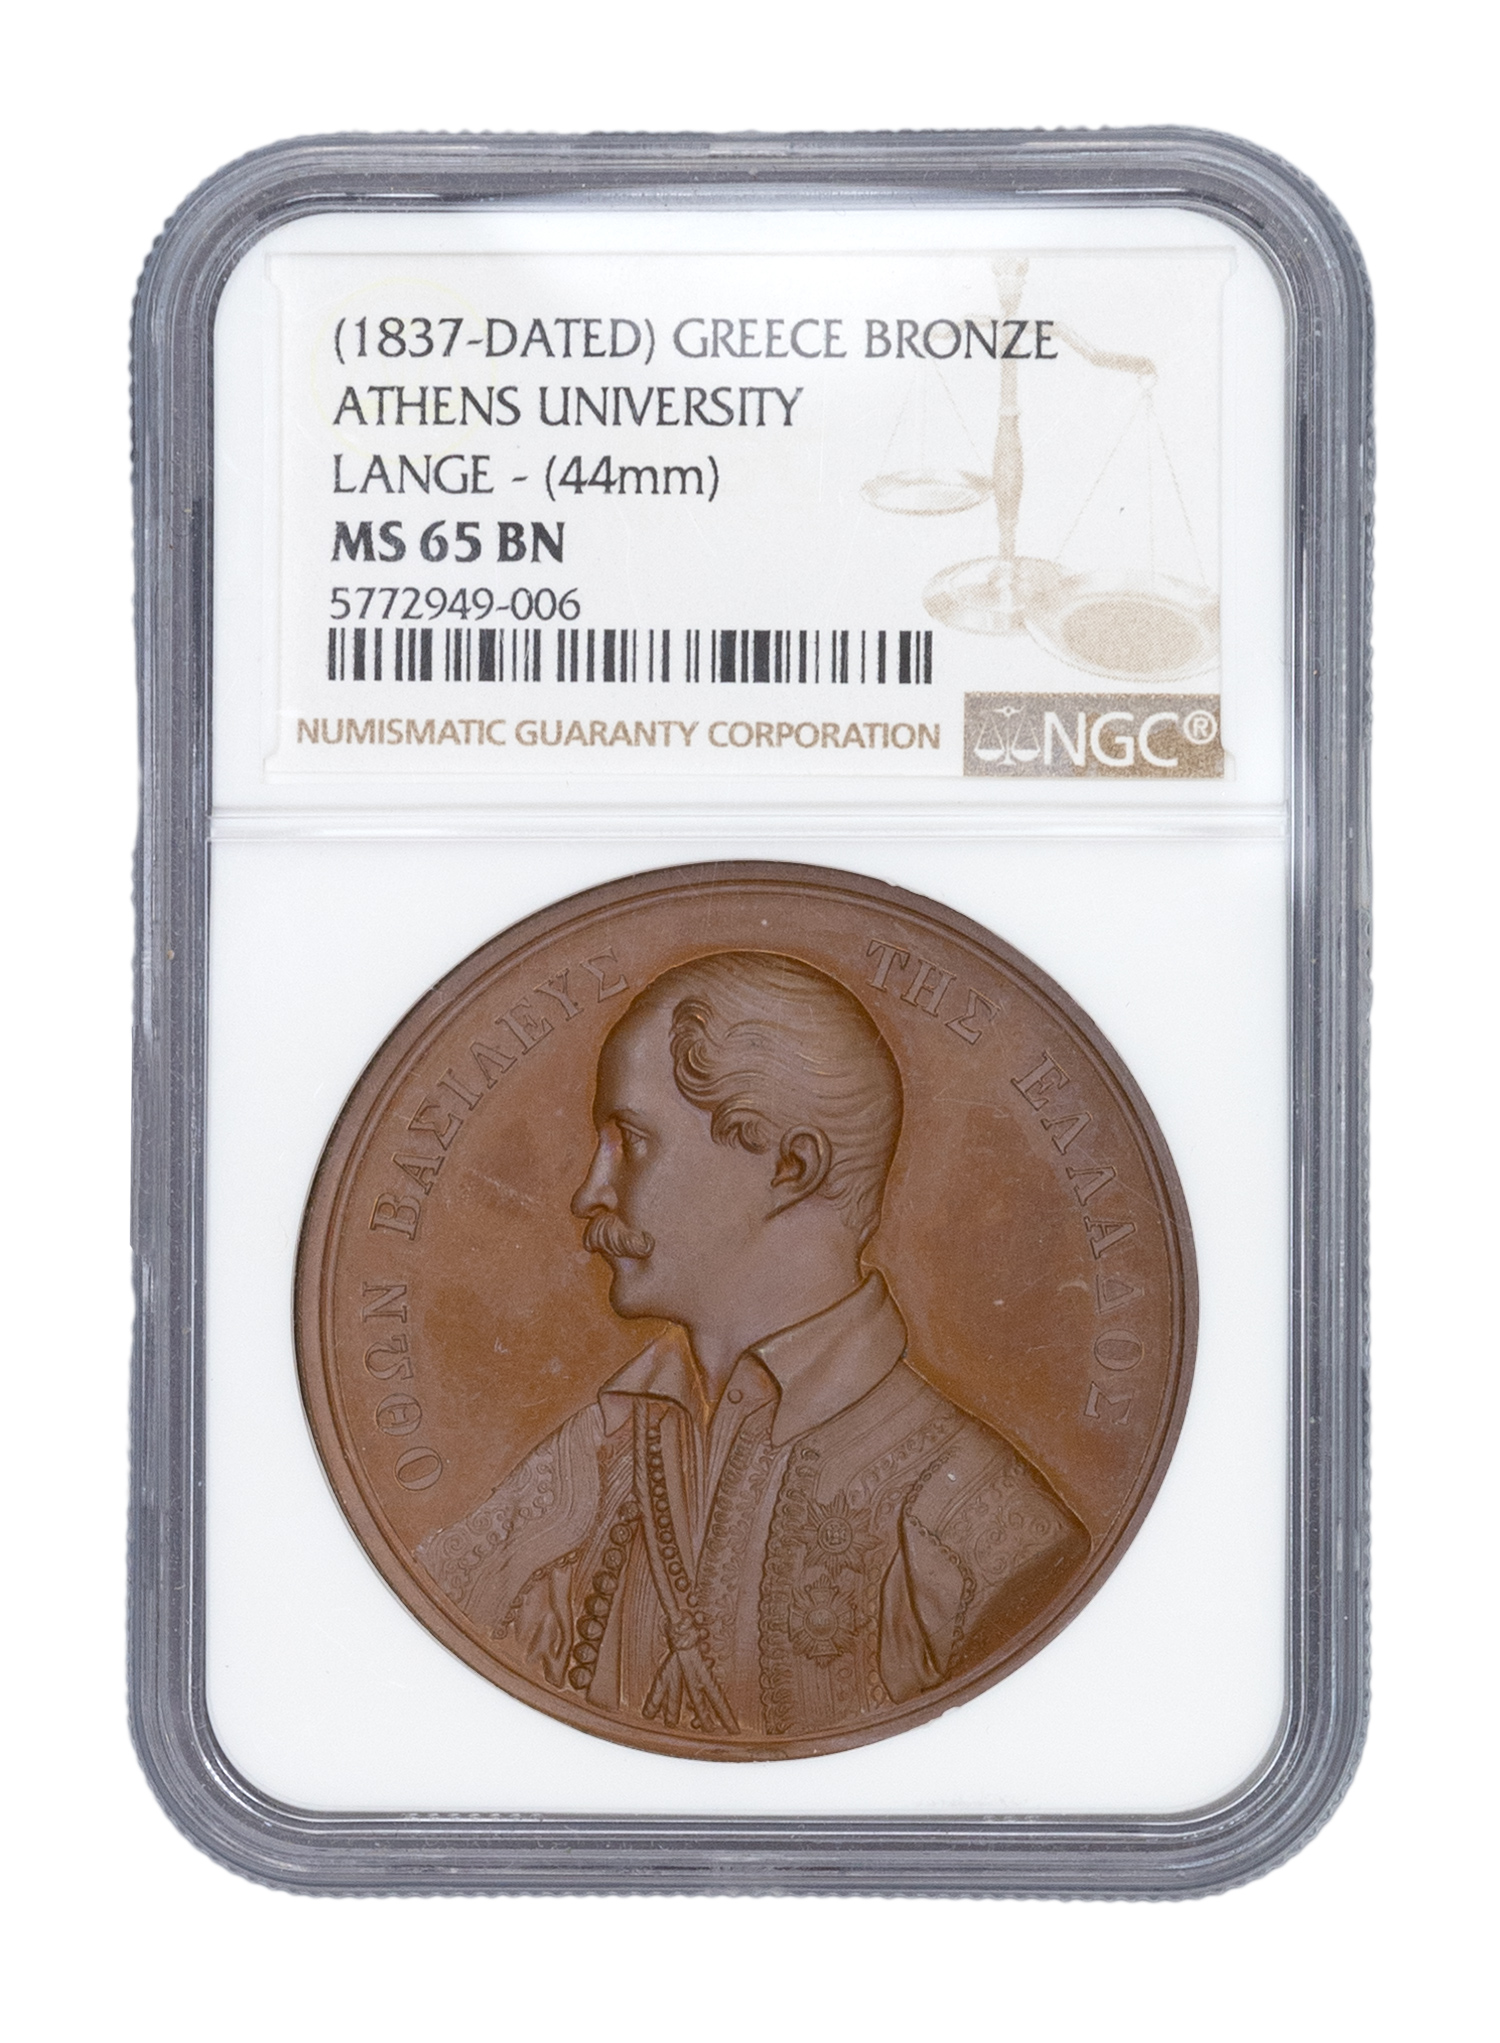 (1837-DATED) GREECE BRONZE
ATHENS UNIVERSITY
LANGE - (44mm)
MS 65 BN
5772949-006
NUMISMATIC GUARANTY CORPORATION
NGC®
ΟΘΩΝ ΒΑΣΙΛΕΥΣ ΤΗΣ ΕΛΛΑΔΟΣ